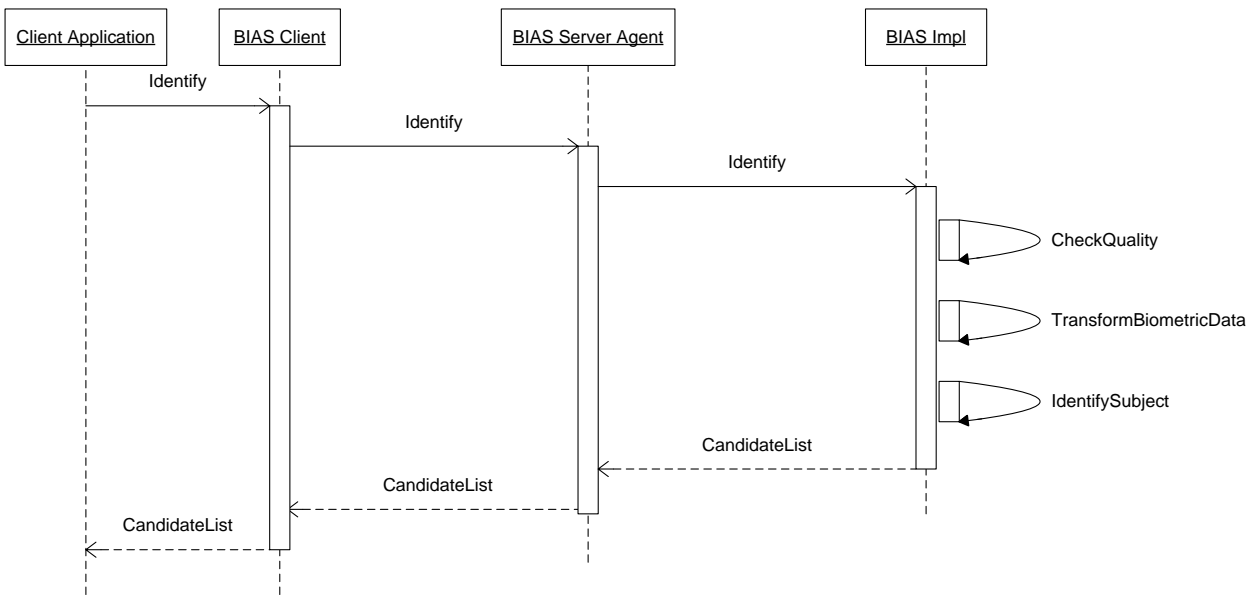 Client Application
BIAS Client
BIAS Server Agent
BIAS Impl
Identify
Identify
Identify
CheckQuality
TransformBiometricData
IdentifySubject
CandidateList
CandidateList
CandidateList